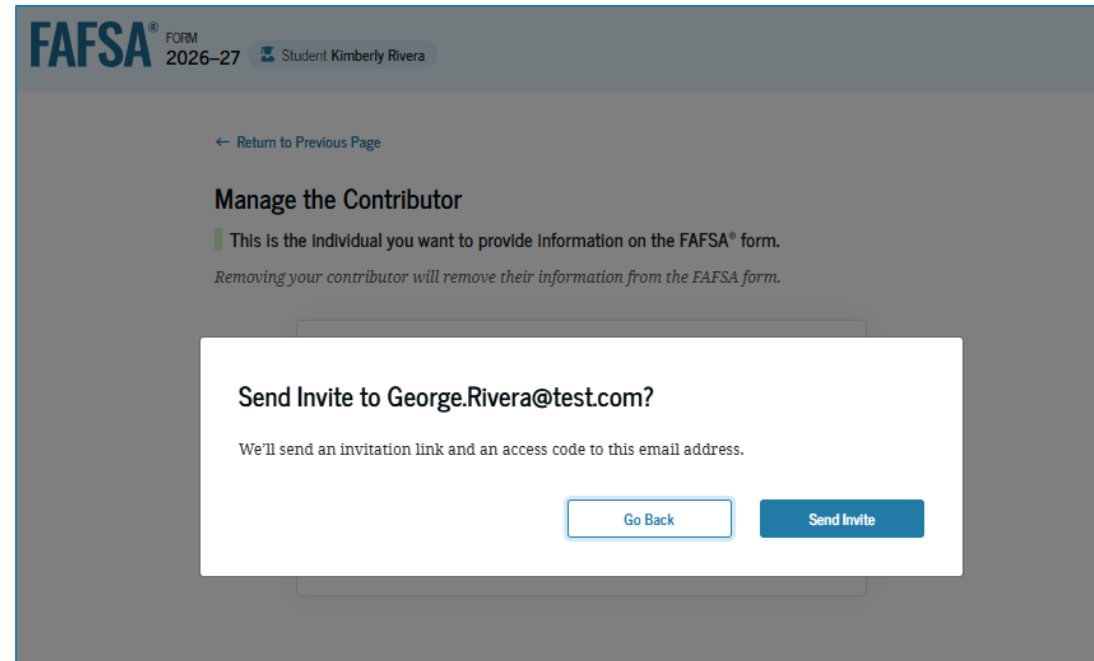 FAFSA® FORM
2026–27 Student Kimberly Rivera
← Return to Previous Page
Manage the Contributor
This is the individual you want to provide information on the FAFSA® form.
Removing your contributor will remove their information from the FAFSA form.
Send Invite to George.Rivera@test.com?
We'll send an invitation link and an access code to this email address.
Go Back Send Invite